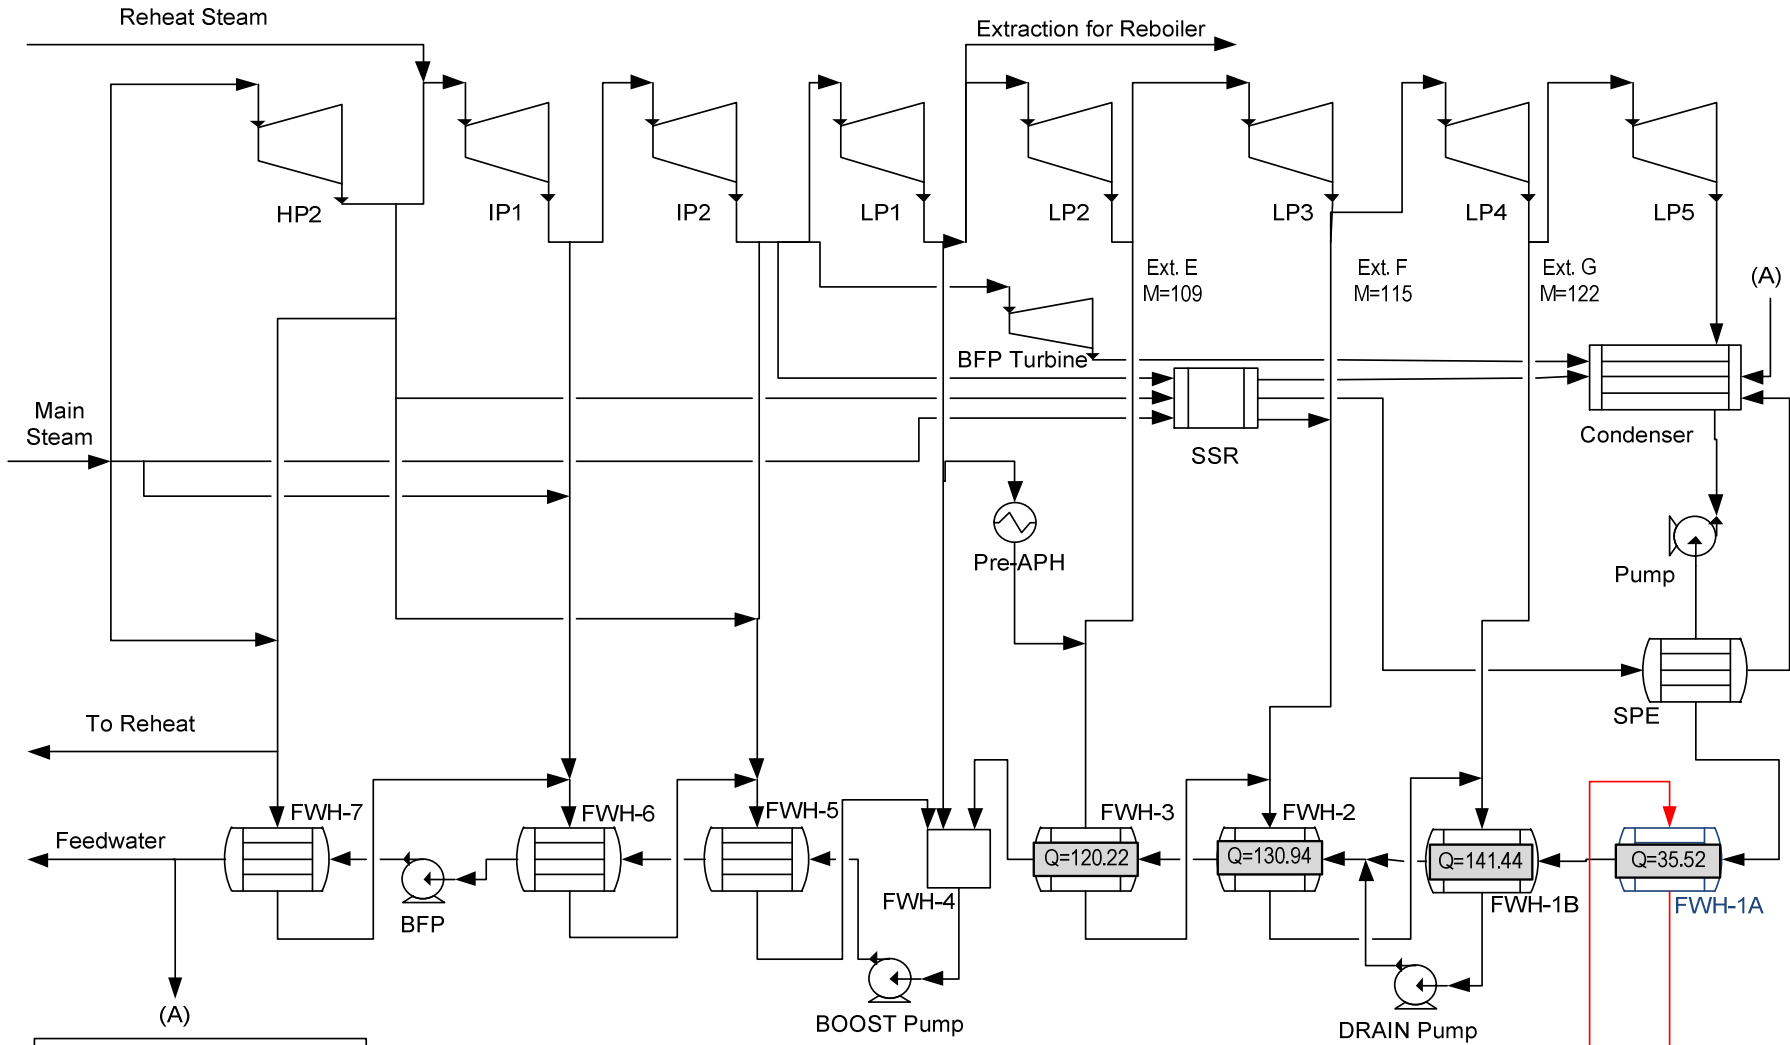 Reheat Steam
Extraction for Reboiler
HP2
IP1
IP2
LP1
LP2
LP3
LP4
LP5
Ext. E
M=109
Ext. F
M=115
Ext. G
M=122
(A)
BFP Turbine
Main
Steam
SSR
Condenser
Pre-APH
Pump
SPE
To Reheat
FWH-7
FWH-6
FWH-5
FWH-3
FWH-2
Feedwater
Q=120.22
Q=130.94
Q=141.44
Q=35.52
FWH-4
FWH-1B
FWH-1A
BFP
(A)
BOOST Pump
DRAIN Pump